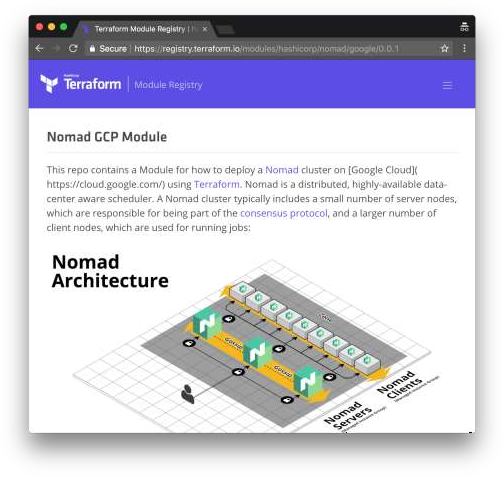 Terraform Module Registry | h
Secure | https://registry.terraform.io/modules/hashicorp/nomad/google/0.0.1
HashiCorp
Terraform | Module Registry
Nomad GCP Module
This repo contains a Module for how to deploy a Nomad cluster on [Google Cloud](
https://cloud.google.com/) using Terraform. Nomad is a distributed, highly-available data-
center aware scheduler. A Nomad cluster typically includes a small number of server nodes,
which are responsible for being part of the consensus protocol, and a larger number of
client nodes, which are used for running jobs:
Nomad
Architecture
Gossip
Gossip
Nomad
Servers
Nomad
Clients